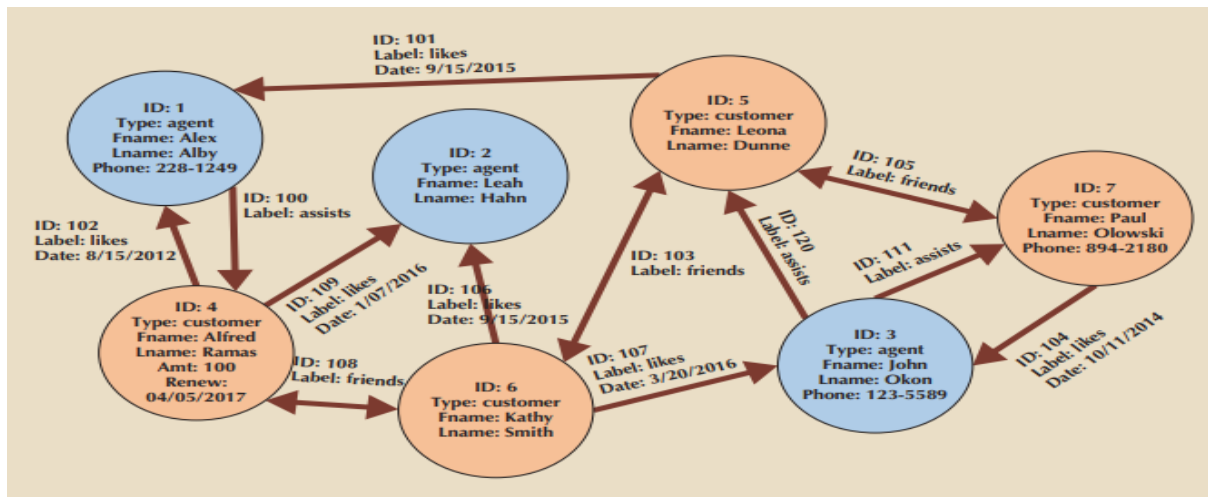 ID: 101
Label: likes
Date: 9/15/2015
ID: 1
Type: agent
Fname: Alex
Lname: Alby
Phone: 228-1249
ID: 2
Type: agent
Fname: Leah
Lname: Hahn
ID: 5
Type: customer
Fname: Leona
Lname: Dunne
ID: 105
Label: friends
ID: 7
Type: customer
Fname: Paul
Lname: Olowski
Phone: 894-2180
ID: 100
Label: assists
ID: 102
Label: likes
Date: 8/15/2012
ID: 109
Label: likes
Date: 1/07/2016
ID: 106
Label: likes
Date: 9/15/2015
ID: 103
Label: friends
ID: 120
Label: assists
ID: 111
Label: assists
ID: 4
Type: customer
Fname: Alfred
Lname: Ramas
Amt: 100
Renew:
04/05/2017
ID: 108
Label: friends
ID: 6
Type: customer
Fname: Kathy
Lname: Smith
ID: 107
Label: likes
Date: 3/20/2016
ID: 3
Type: agent
Fname: John
Lname: Okon
Phone: 123-5589
ID: 104
Label: likes
Date: 10/11/2014